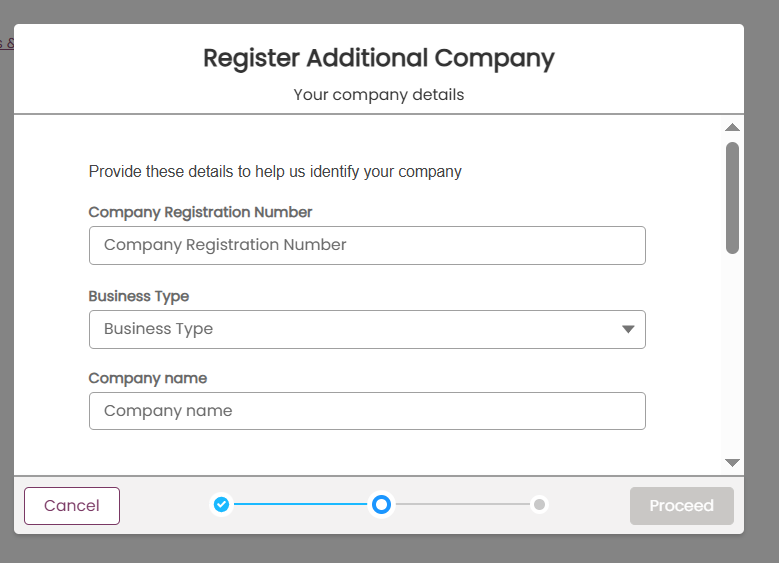 s &
Register Additional Company
Your company details
Provide these details to help us identify your company
Company Registration Number
Company Registration Number
Business Type
Business Type
Company name
Company name
Cancel
Proceed